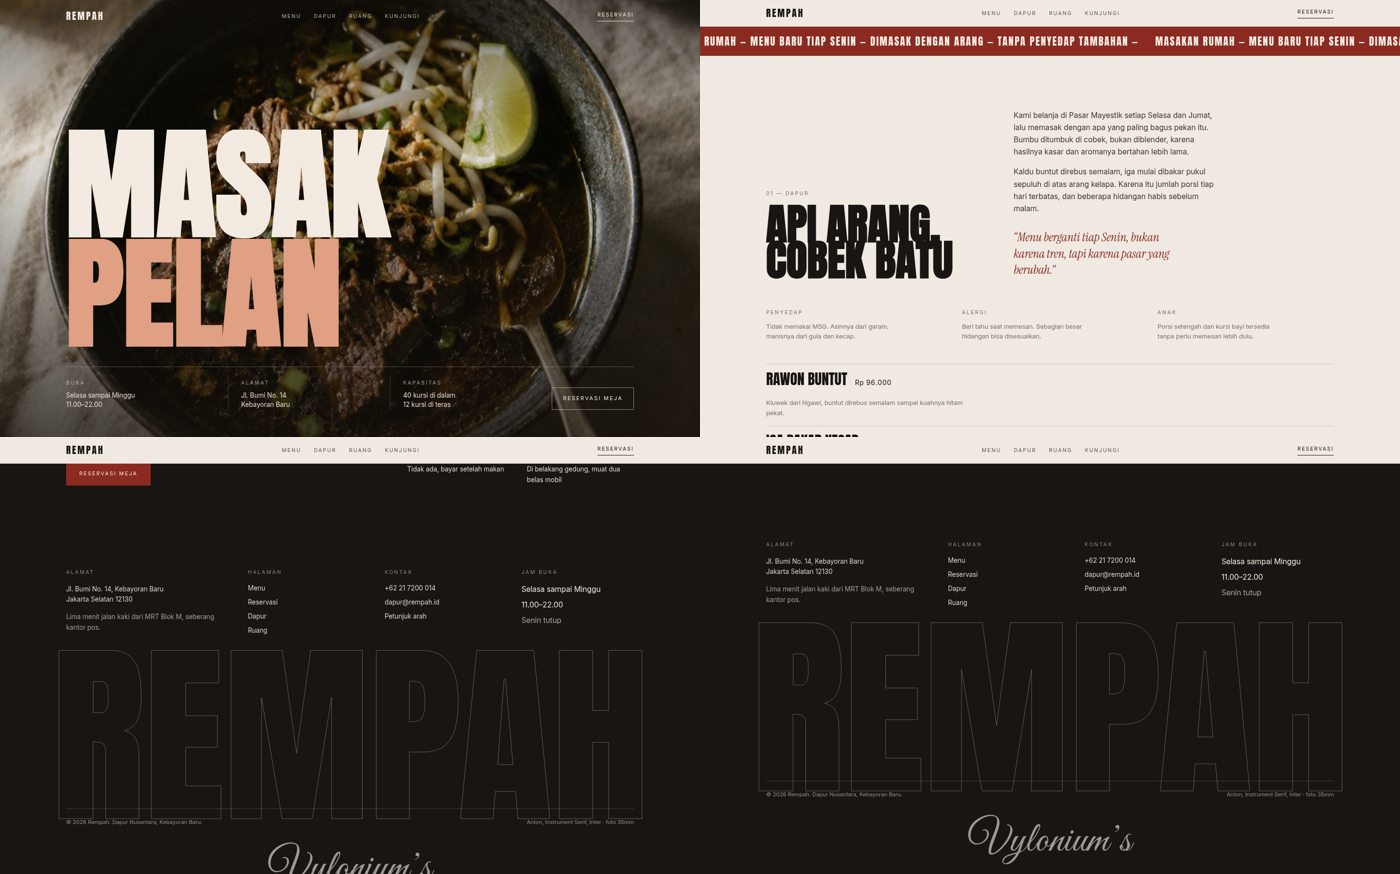 REMPAH
MENU DAPUR RUANG KUNJUNGI
RESERVASI
MASAK
PELAN
BUKA
Selasa sampai Minggu
11.00–22.00
ALAMAT
Jl. Bumi No. 14
Kebayoran Baru
KAPASITAS
40 kursi di dalam
12 kursi di teras
RESERVASI MEJA
REMPAH
MENU DAPUR RUANG KUNJUNGI
RESERVASI
RUMAH – MENU BARU TIAP SENIN – DIMASAK DENGAN ARANG – TANPA PENYEDAP TAMBAHAN – MASAKAN RUMAH – MENU BARU TIAP SENIN – DIMAS
Kami belanja di Pasar Mayestik setiap Selasa dan Jumat,
lalu memasak dengan apa yang paling bagus pekan itu.
Bumbu ditumbuk di cobek, bukan diblender, karena
hasilnya kasar dan aromanya bertahan lebih lama.
Kaldu buntut direbus semalam, iga mulai dibakar pukul
sepuluh di atas arang kelapa. Karena itu jumlah porsi tiap
hari terbatas, dan beberapa hidangan habis sebelum
malam.
01 — DAPUR
API ARANG,
COBEK BATU
“Menu berganti tiap Senin, bukan
karena tren, tapi karena pasar yang
berubah.”
PENYEDAP
Tidak memakai MSG. Asinnya dari garam,
manisnya dari gula dan kecap.
ALERGI
Beri tahu saat memesan. Sebagian besar
hidangan bisa disesuaikan.
ANAK
Porsi setengah dan kursi bayi tersedia
tanpa perlu memesan lebih dulu.
RAWON BUNTUT Rp 96.000
Kluwek dari Ngawi, buntut direbus semalam sampai kuahnya hitam
pekat.
IGA BAKAR KECAP
REMPAH
MENU DAPUR RUANG KUNJUNGI
RESERVASI
RESERVASI MEJA
Tidak ada, bayar setelah makan
Di belakang gedung, muat dua
belas mobil
ALAMAT
Jl. Bumi No. 14, Kebayoran Baru
Jakarta Selatan 12130
Lima menit jalan kaki dari MRT Blok M, seberang
kantor pos.
HALAMAN
Menu
Reservasi
Dapur
Ruang
KONTAK
+62 21 7200 014
dapur@rempah.id
Petunjuk arah
JAM BUKA
Selasa sampai Minggu
11.00–22.00
Senin tutup
REMPAH
© 2026 Rempah. Dapur Nusantara, Kebayoran Baru.
Anton, Instrument Serif, Inter · foto 35mm
Vylonium's
REMPAH
MENU DAPUR RUANG KUNJUNGI
RESERVASI
ALAMAT
Jl. Bumi No. 14, Kebayoran Baru
Jakarta Selatan 12130
Lima menit jalan kaki dari MRT Blok M, seberang
kantor pos.
HALAMAN
Menu
Reservasi
Dapur
Ruang
KONTAK
+62 21 7200 014
dapur@rempah.id
Petunjuk arah
JAM BUKA
Selasa sampai Minggu
11.00–22.00
Senin tutup
REMPAH
© 2026 Rempah. Dapur Nusantara, Kebayoran Baru.
Anton, Instrument Serif, Inter · foto 35mm
Vylonium's